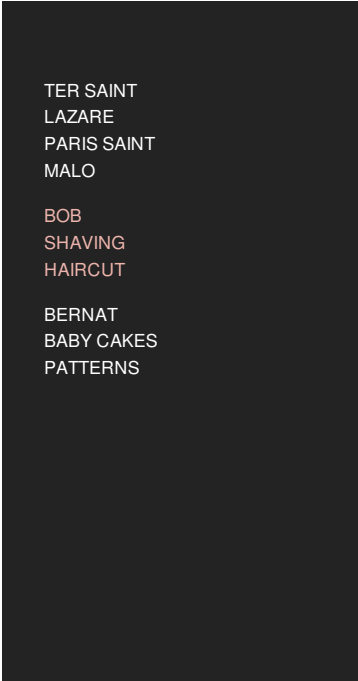 TER SAINT
LAZARE
PARIS SAINT
MALO
BOB
SHAVING
HAIRCUT
BERNAT
BABY CAKES
PATTERNS